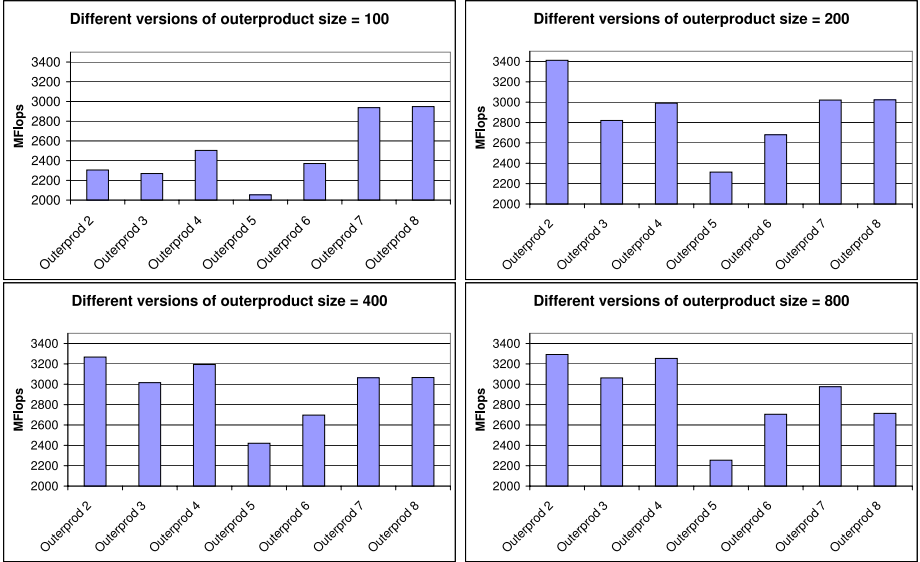 Different versions of outerproduct size = 100
MFlops
3400
3200
3000
2800
2600
2400
2200
2000
Outerprod 2
Outerprod 3
Outerprod 4
Outerprod 5
Outerprod 6
Outerprod 7
Outerprod 8
Different versions of outerproduct size = 200
MFlops
3400
3200
3000
2800
2600
2400
2200
2000
Outerprod 2
Outerprod 3
Outerprod 4
Outerprod 5
Outerprod 6
Outerprod 7
Outerprod 8
Different versions of outerproduct size = 400
MFlops
3400
3200
3000
2800
2600
2400
2200
2000
Outerprod 2
Outerprod 3
Outerprod 4
Outerprod 5
Outerprod 6
Outerprod 7
Outerprod 8
Different versions of outerproduct size = 800
MFlops
3400
3200
3000
2800
2600
2400
2200
2000
Outerprod 2
Outerprod 3
Outerprod 4
Outerprod 5
Outerprod 6
Outerprod 7
Outerprod 8